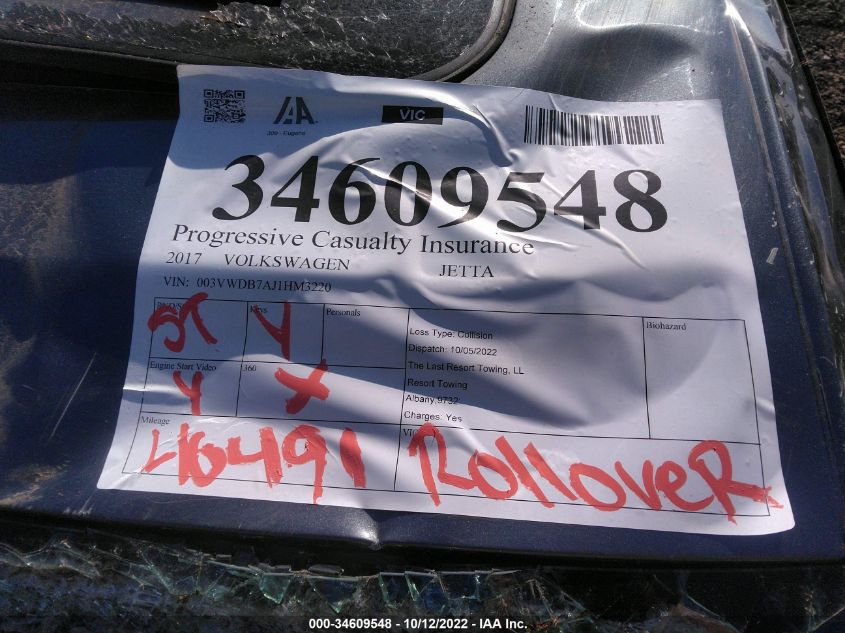 IAA
VIC
309 - Eugene
34609548
Progressive Casualty Insurance
2017 VOLKSWAGEN JETTA
VIN: 003VWDB7AJ1HM3220
Keys
Personals
Biohazard
ST
Y
Loss Type: Collision
Dispatch: 10/05/2022
The Last Resort Towing, LL
Resort Towing
Albany,9732
Charges: Yes
Engine Start Video
360
Y
X
Mileage
46491
Rollover
000-34609548 - 10/12/2022 - IAA Inc.